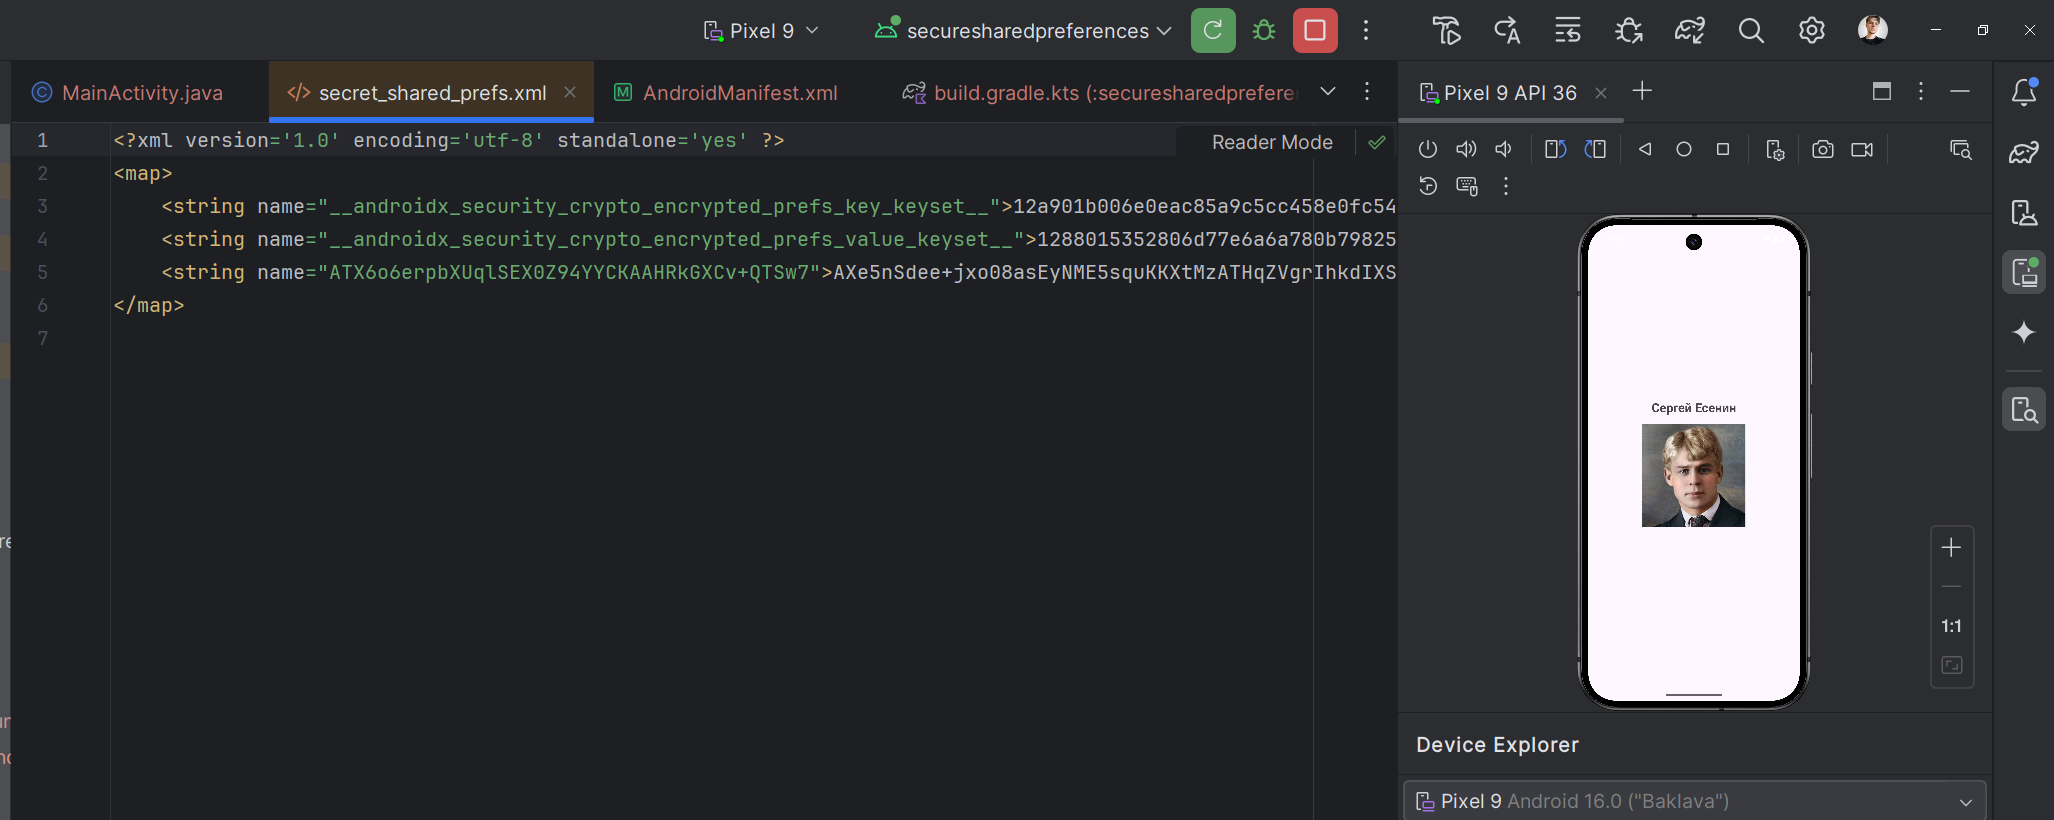 Pixel 9
securesharedpreferences
MainActivity.java
secret_shared_prefs.xml
AndroidManifest.xml
build.gradle.kts (:securesharedpreferer
Pixel 9 API 36
Reader Mode
1 <?xml version='1.0' encoding='utf-8' standalone='yes' ?>
2 <map>
3 <string name="__androidx_security_crypto_encrypted_prefs_key_keyset__">12a901b006e0eac85a9c5cc458e0fc54
4 <string name="__androidx_security_crypto_encrypted_prefs_value_keyset__">1288015352806d77e6a6a780b79825
5 <string name="ATX6o6erpbXUqlSEX0Z94YYCKAAHRkGXCv+QTSw7">AXe5nSdee+jxo08asEyNME5squKKXtMzATHqZVgrIhkdIXS
6 </map>
7
Сергей Есенин
1:1
Device Explorer
Pixel 9 Android 16.0 ("Baklava")